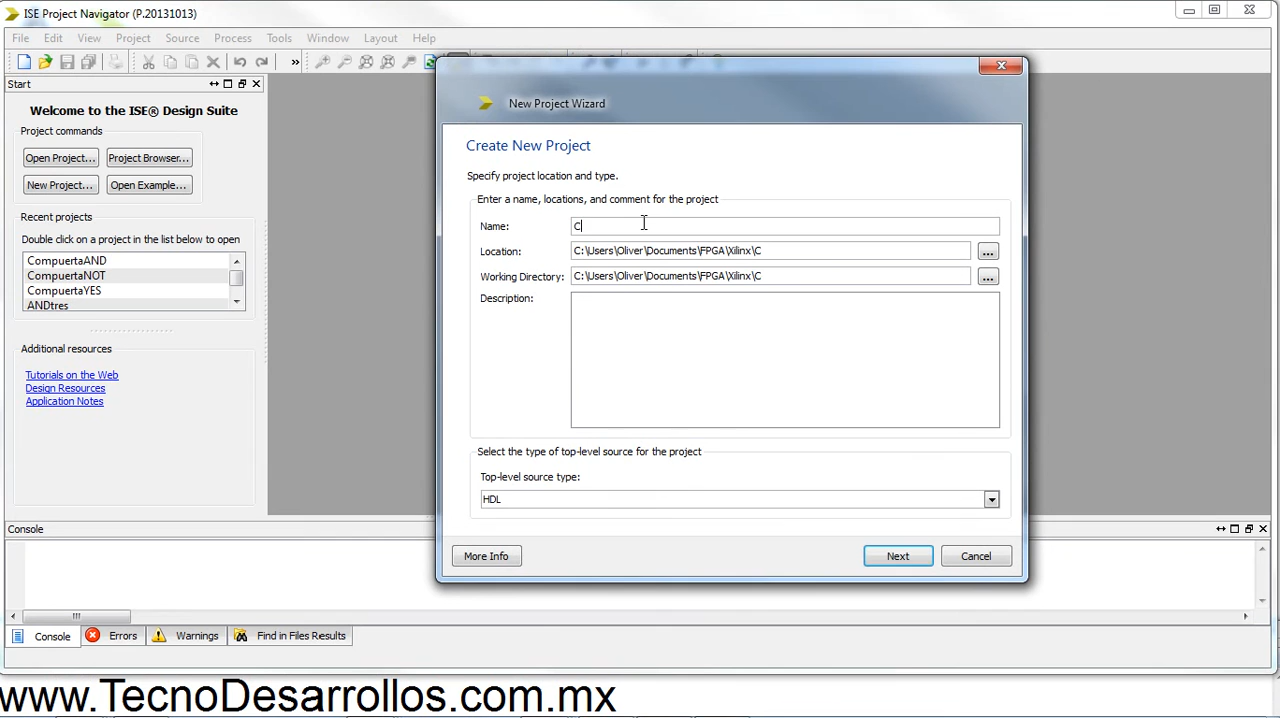 ISE Project Navigator (P.20131013)
File Edit View Project Source Process Tools Window Layout Help
»
Start
Welcome to the ISE® Design Suite
Project commands
Open Project... Project Browser...
New Project... Open Example...
Recent projects
Double click on a project in the list below to open
CompuertaAND
CompuertaNOT
CompuertaYES
ANDtres
Additional resources
Tutorials on the Web
Design Resources
Application Notes
New Project Wizard
Create New Project
Specify project location and type.
Enter a name, locations, and comment for the project
Name: C
Location: C:\Users\Oliver\Documents\FPGA\Xilinx\C ...
Working Directory: C:\Users\Oliver\Documents\FPGA\Xilinx\C ...
Description:
Select the type of top-level source for the project
Top-level source type:
HDL
More Info Next Cancel
Console
Console Errors Warnings Find in Files Results
www.TecnoDesarrollos.com.mx